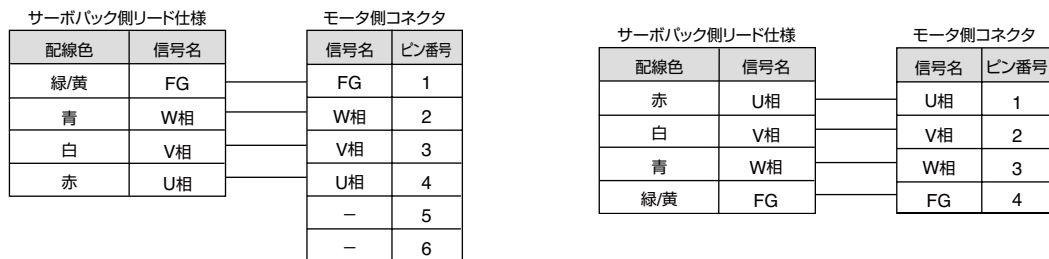 サーボパック側リード仕様 モータ側コネクタ
配線色 信号名 信号名 ピン番号
緑/黄 FG FG 1
青 W相 W相 2
白 V相 V相 3
赤 U相 U相 4
− 5
− 6
サーボパック側リード仕様 モータ側コネクタ
配線色 信号名 信号名 ピン番号
赤 U相 U相 1
白 V相 V相 2
青 W相 W相 3
緑/黄 FG FG 4